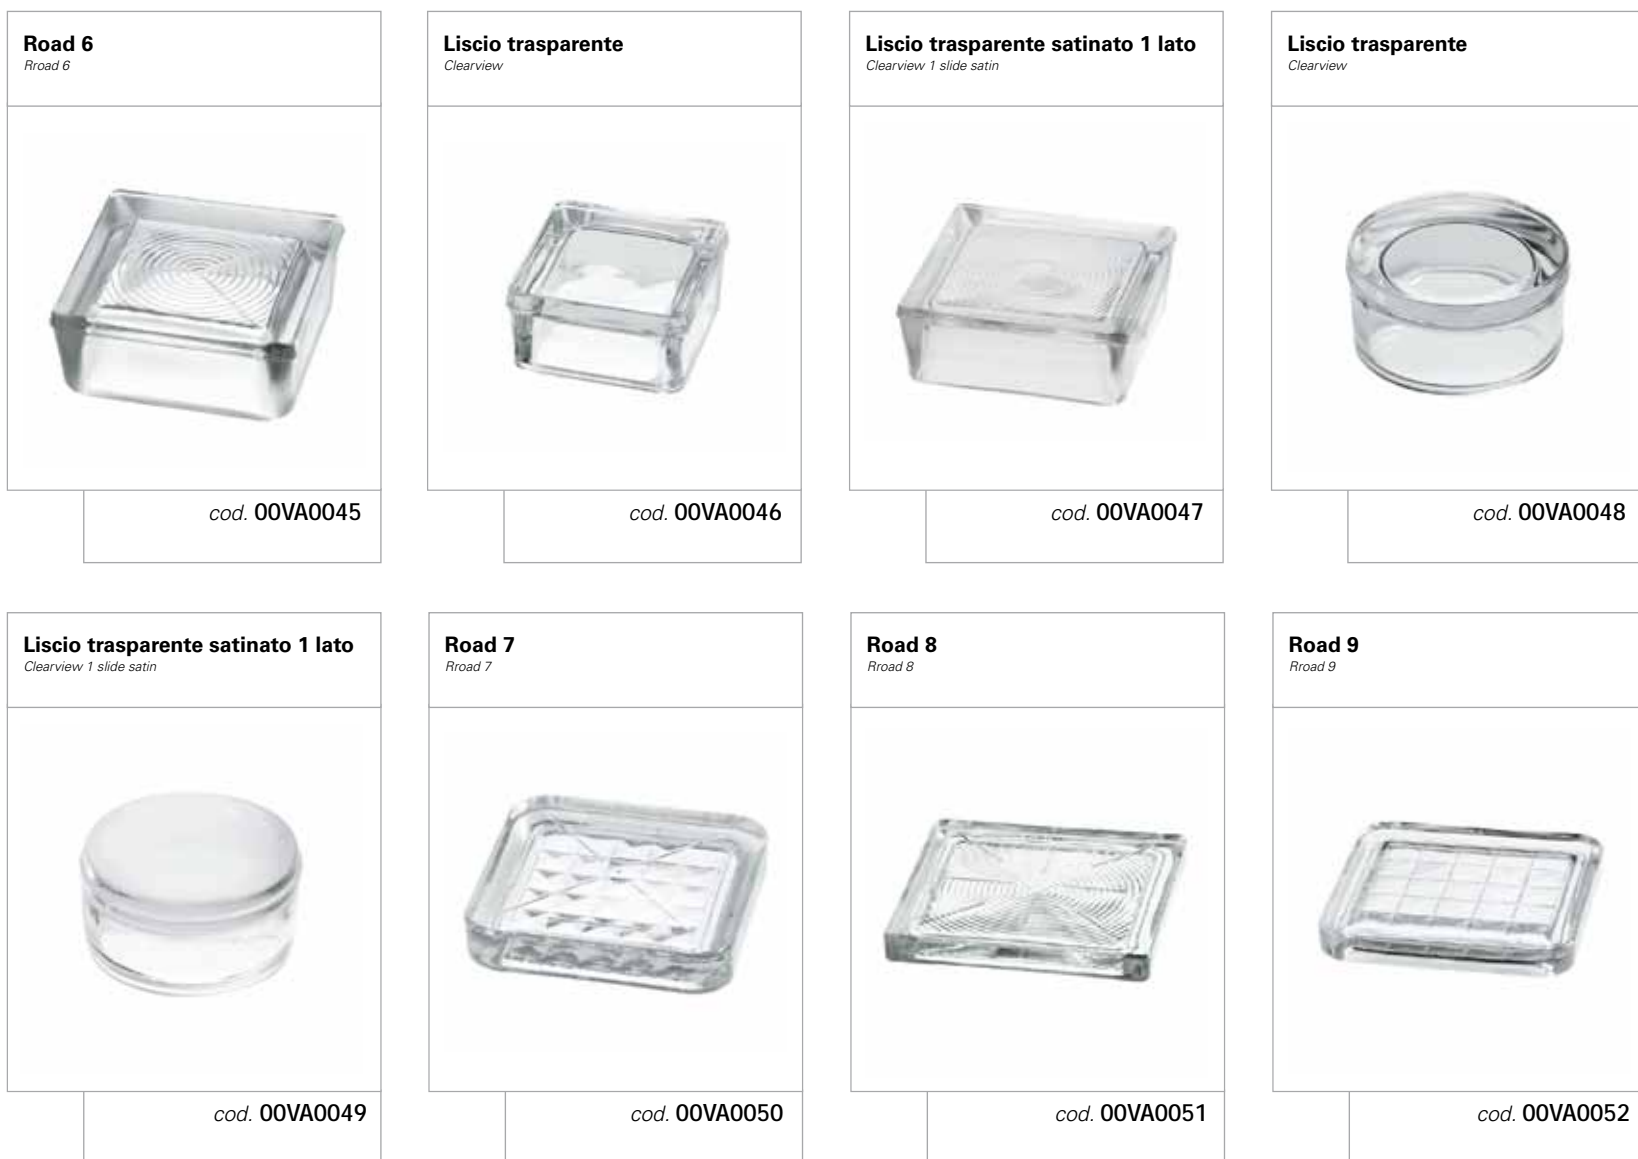 Road 6
Rroad 6
Liscio trasparente
Clearview
Liscio trasparente satinato 1 lato
Clearview 1 slide satin
Liscio trasparente
Clearview
cod. 00VA0045
cod. 00VA0046
cod. 00VA0047
cod. 00VA0048
Liscio trasparente satinato 1 lato
Clearview 1 slide satin
Road 7
Rroad 7
Road 8
Rroad 8
Road 9
Rroad 9
cod. 00VA0049
cod. 00VA0050
cod. 00VA0051
cod. 00VA0052